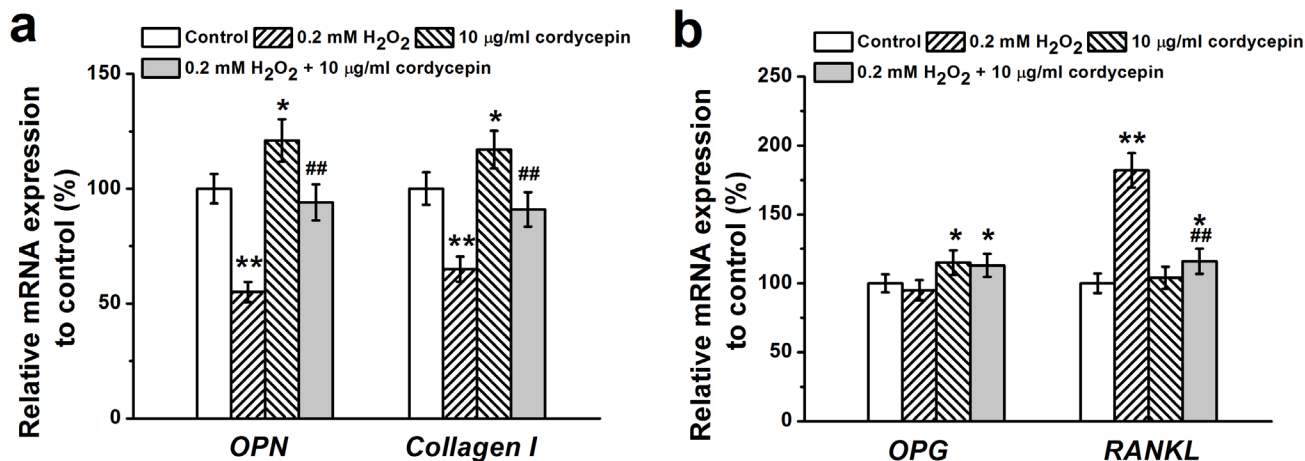 a
Control 0.2 mM H₂O₂ 10 μg/ml cordycepin
0.2 mM H₂O₂ + 10 μg/ml cordycepin
Relative mRNA expression
to control (%)
150
100
50
0
*
**
##
*
**
##
OPN Collagen I
b
Control 0.2 mM H₂O₂ 10 μg/ml cordycepin
0.2 mM H₂O₂ + 10 μg/ml cordycepin
Relative mRNA expression
to control (%)
250
200
150
100
50
0
* *
**
*
##
OPG RANKL